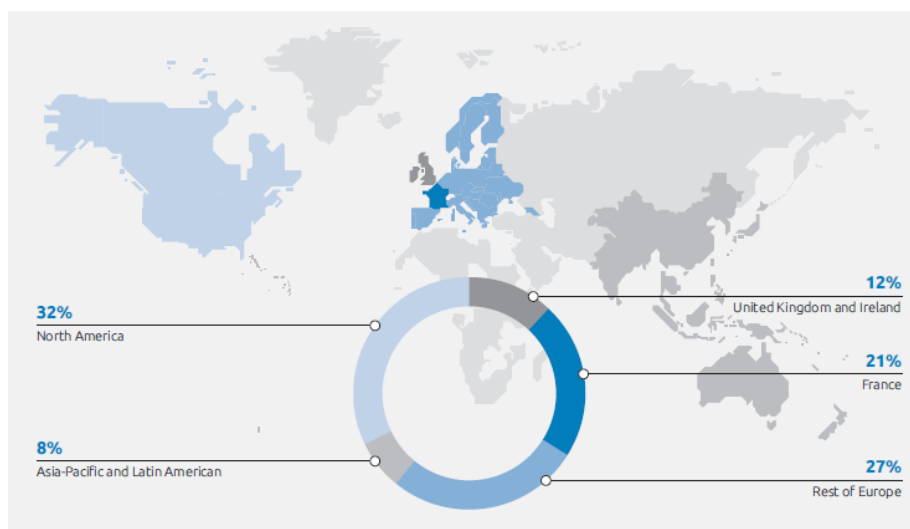 32%
North America
8%
Asia-Pacific and Latin American
12%
United Kingdom and Ireland
21%
France
27%
Rest of Europe